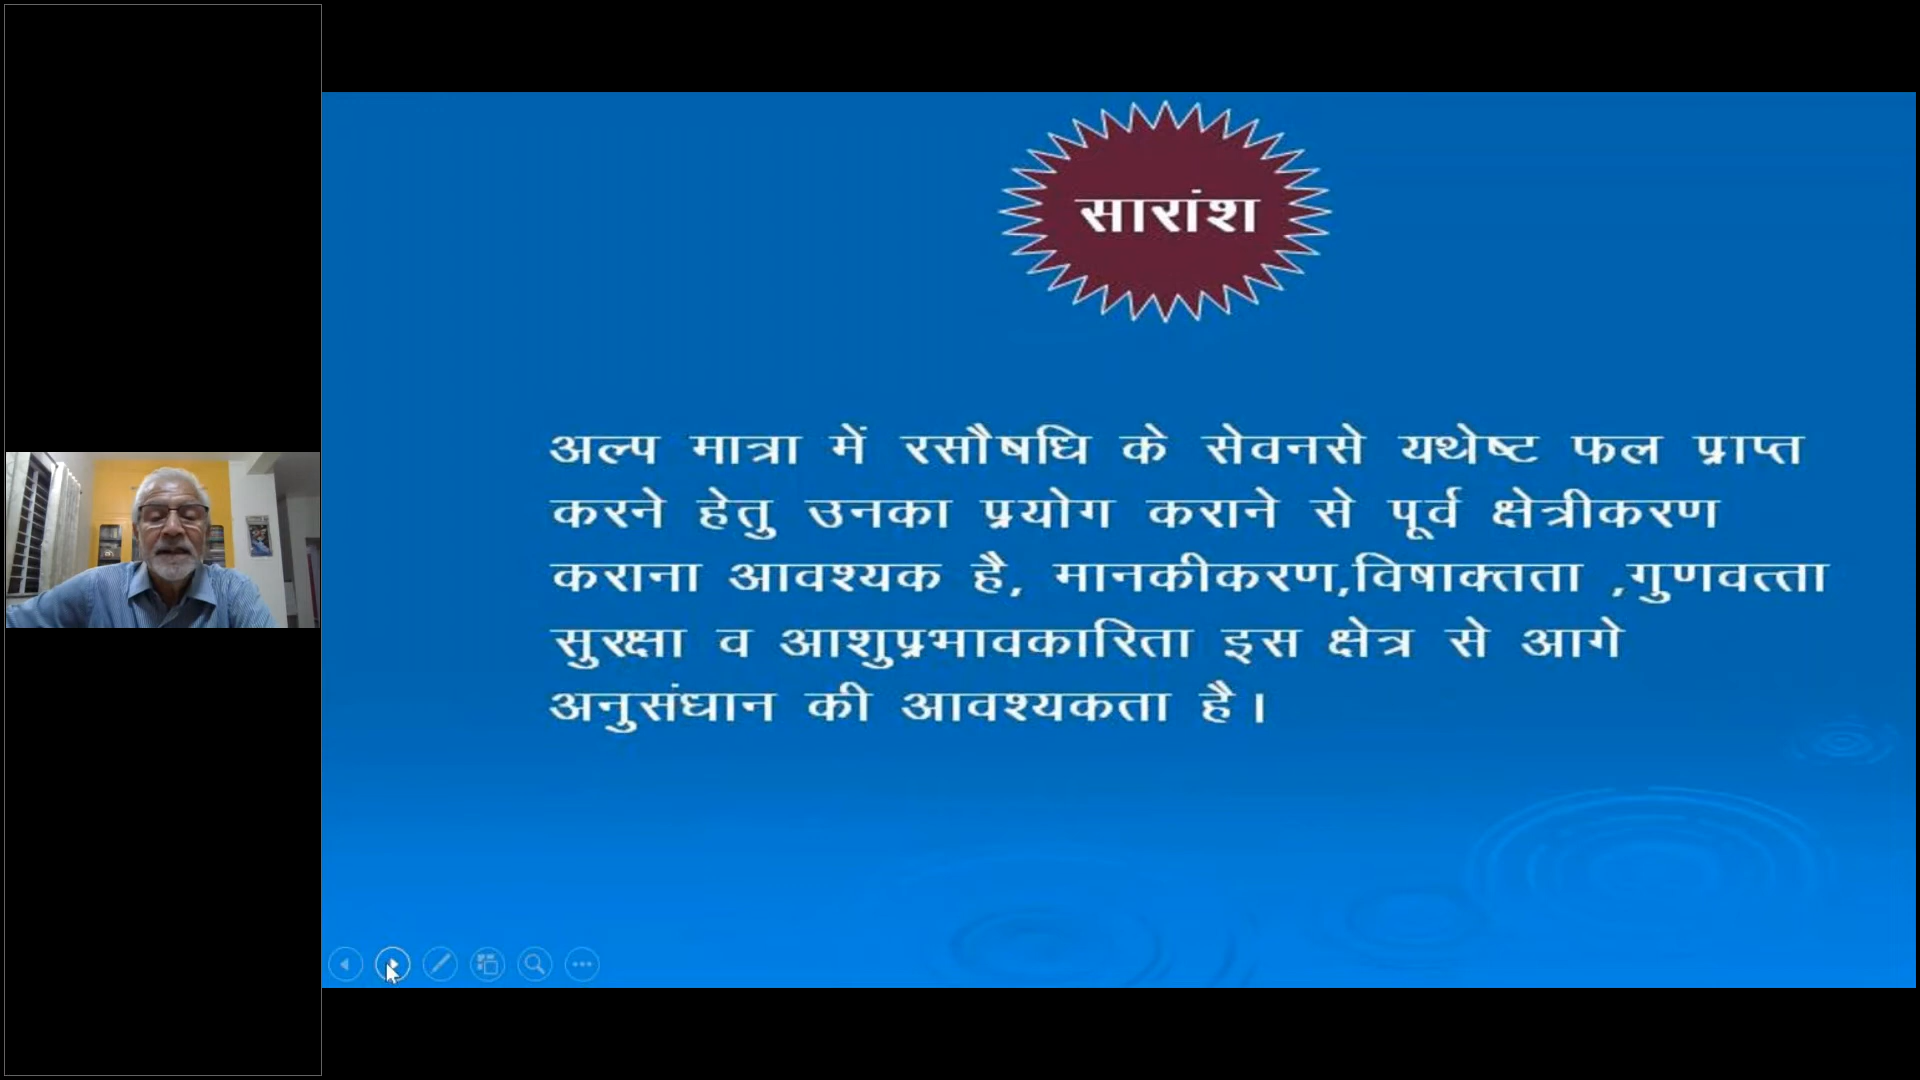 सारांश
अल्प मात्रा में रसौषधि के सेवनसे यथेष्ट फल प्राप्त
करने हेतु उनका प्रयोग कराने से पूर्व क्षेत्रीकरण
कराना आवश्यक है, मानकीकरण,विषाक्तता ,गुणवत्ता
सुरक्षा व आशुप्रभावकारिता इस क्षेत्र से आगे
अनुसंधान की आवश्यकता है।